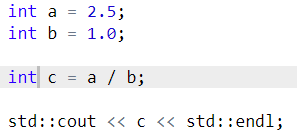 int a = 2.5;
int b = 1.0;
int c = a / b;
std::cout << c << std::endl;